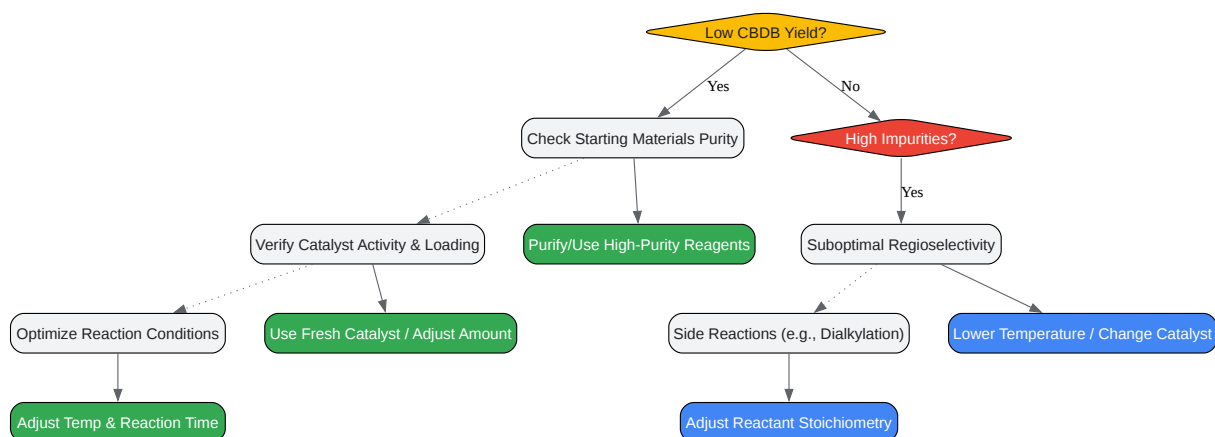 Low CBDB Yield?
Yes
No
Check Starting Materials Purity
High Impurities?
Yes
Verify Catalyst Activity & Loading
Purify/Use High-Purity Reagents
Suboptimal Regioselectivity
Optimize Reaction Conditions
Use Fresh Catalyst / Adjust Amount
Side Reactions (e.g., Dialkylation)
Lower Temperature / Change Catalyst
Adjust Temp & Reaction Time
Adjust Reactant Stoichiometry